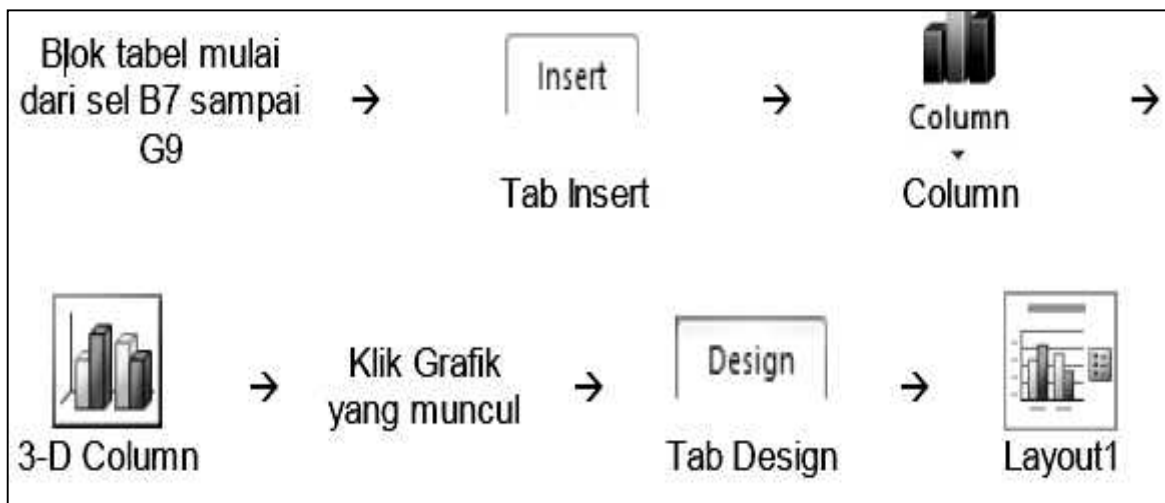 Blok tabel mulai
dari sel B7 sampai
G9
→
Insert
Tab Insert
→
Column
Column
→
3-D Column
→
Klik Grafik
yang muncul
→
Design
Tab Design
→
Layout1